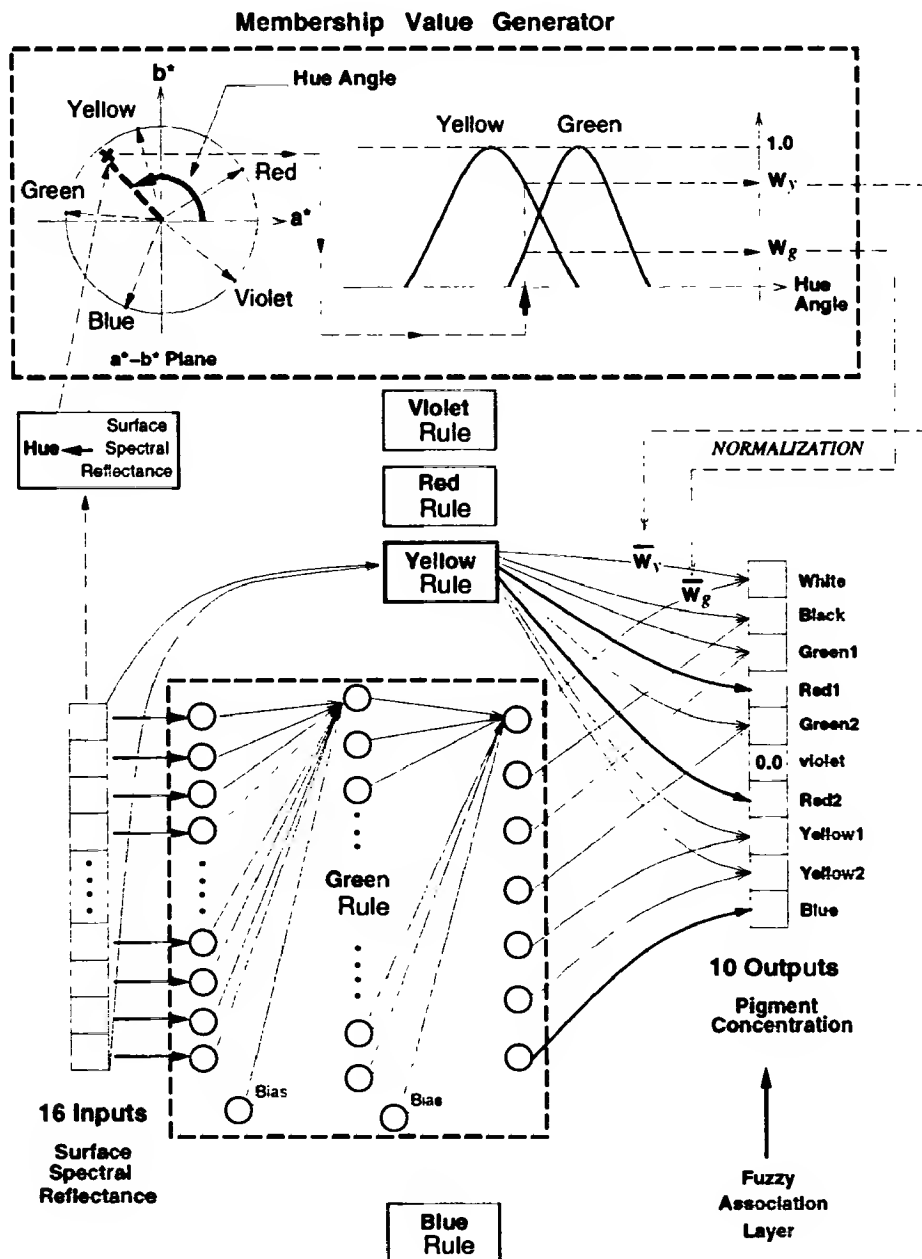 Membership Value Generator
b*
Hue Angle
Yellow
Red
Green
a*
Violet
Blue
a*-b* Plane
Yellow
Green
1.0
Wy
Wg
Hue
Angle
Surface
Hue
Spectral
Reflectance
Violet
Rule
NORMALIZATION
Red
Rule
Yellow
Rule
Wy
Wg
White
Black
Green1
Red1
Green2
0.0 violet
Red2
Yellow1
Yellow2
Blue
Green
Rule
Bias
Bias
10 Outputs
Pigment
Concentration
16 Inputs
Surface
Spectral
Reflectance
Fuzzy
Association
Layer
Blue
Rule